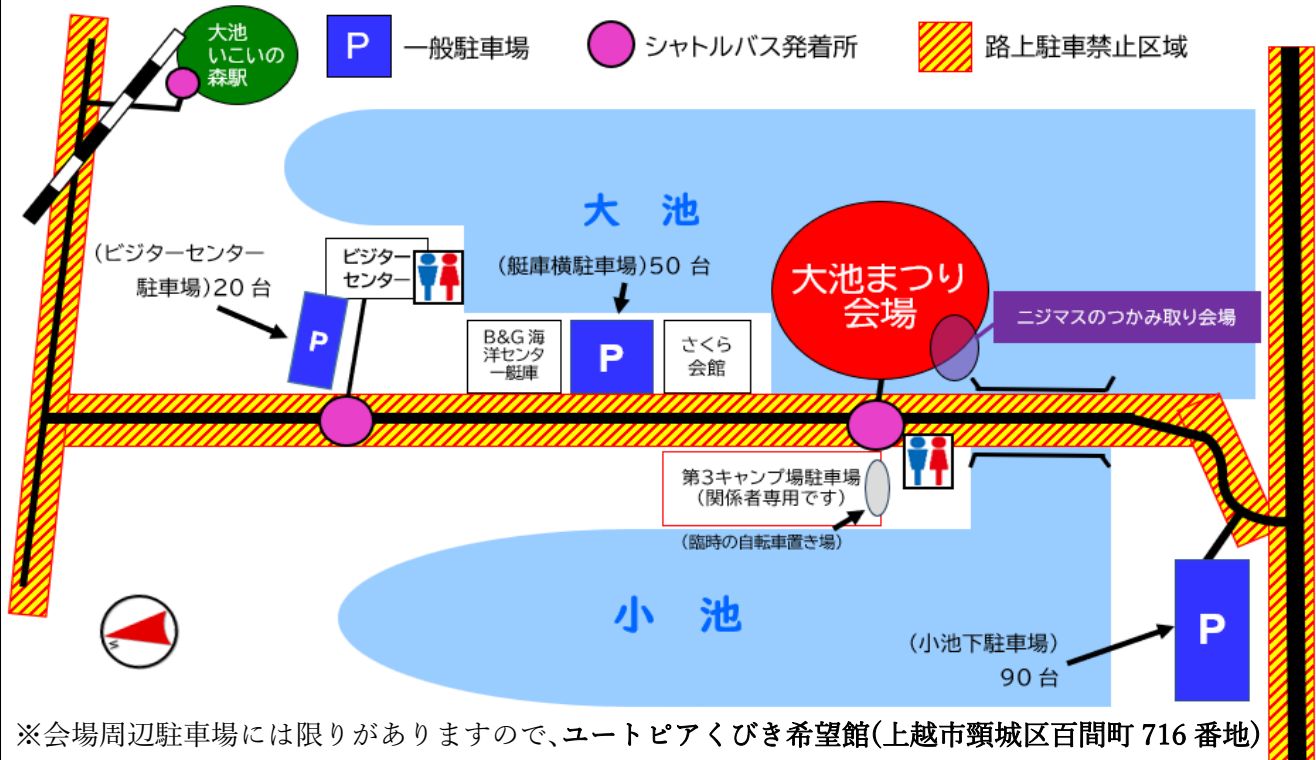 大池
いこいの
森駅
P
一般駐車場
シャトルバス発着所
路上駐車禁止区域
大 池
(ビジターセンター
駐車場)20 台
ビジター
センター
(艇庫横駐車場)50 台
大池まつり
会場
ニジマスのつかみ取り会場
P
B&G 海
洋センタ
ー艇庫
P
さくら
会館
第3キャンプ場駐車場
(関係者専用です)
(臨時の自転車置き場)
小 池
N
(小池下駐車場)
90 台
P
※会場周辺駐車場には限りがありますので、ユートピアくびき希望館(上越市頸城区百間町 716 番地)